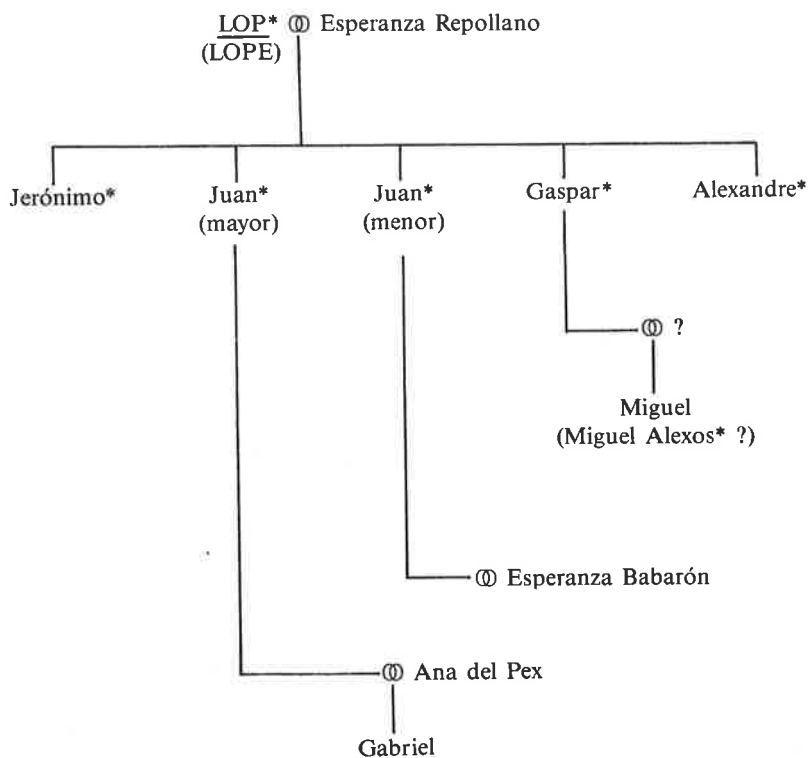 LOP* ⚭ Esperanza Repollano
(LOPE)
Jerónimo*
Juan*
(mayor)
Juan*
(menor)
Gaspar*
Alexandre*
⚭ ?
Miguel
(Miguel Alexos* ?)
⚭ Esperanza Babarón
⚭ Ana del Pex
Gabriel